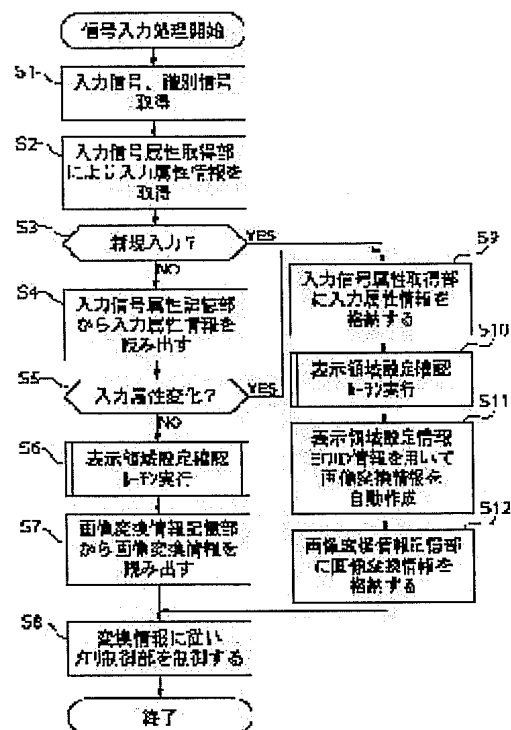 信号入力処理開始
S1
入力信号、識別信号
取得
S2
入力信号属性取得部
により入力属性情報を
取得
S3
新規入力？
YES
NO
S4
入力信号属性記憶部
から入力属性情報を
読み出す
S5
入力属性変化？
YES
NO
S6
表示領域設定確認
ルーチン実行
S7
画像変換情報記憶部
から画像変換情報を
読み出す
S8
変換情報に従い
制御部を制御する
終了
S9
入力信号属性取得部
に入力属性情報を
格納する
S10
表示領域設定確認
ルーチン実行
S11
表示領域設定情報
情報を用いて
画像変換情報を
自動作成
S12
画像変換情報記憶部
に画像変換情報を
格納する